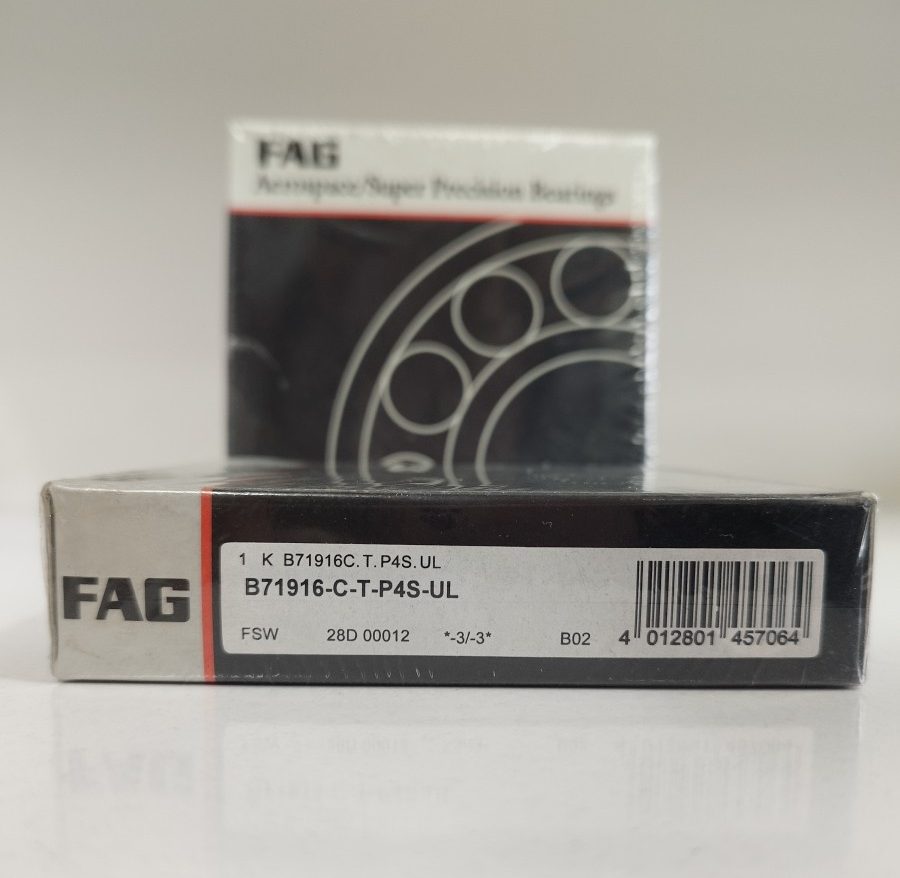 FAG
Aerospace/Super Precision Bearings
FAG
1 K B71916C.T.P4S.UL
B71916-C-T-P4S-UL
FSW 28D 00012 *-3/-3* B02
4 012801 457064